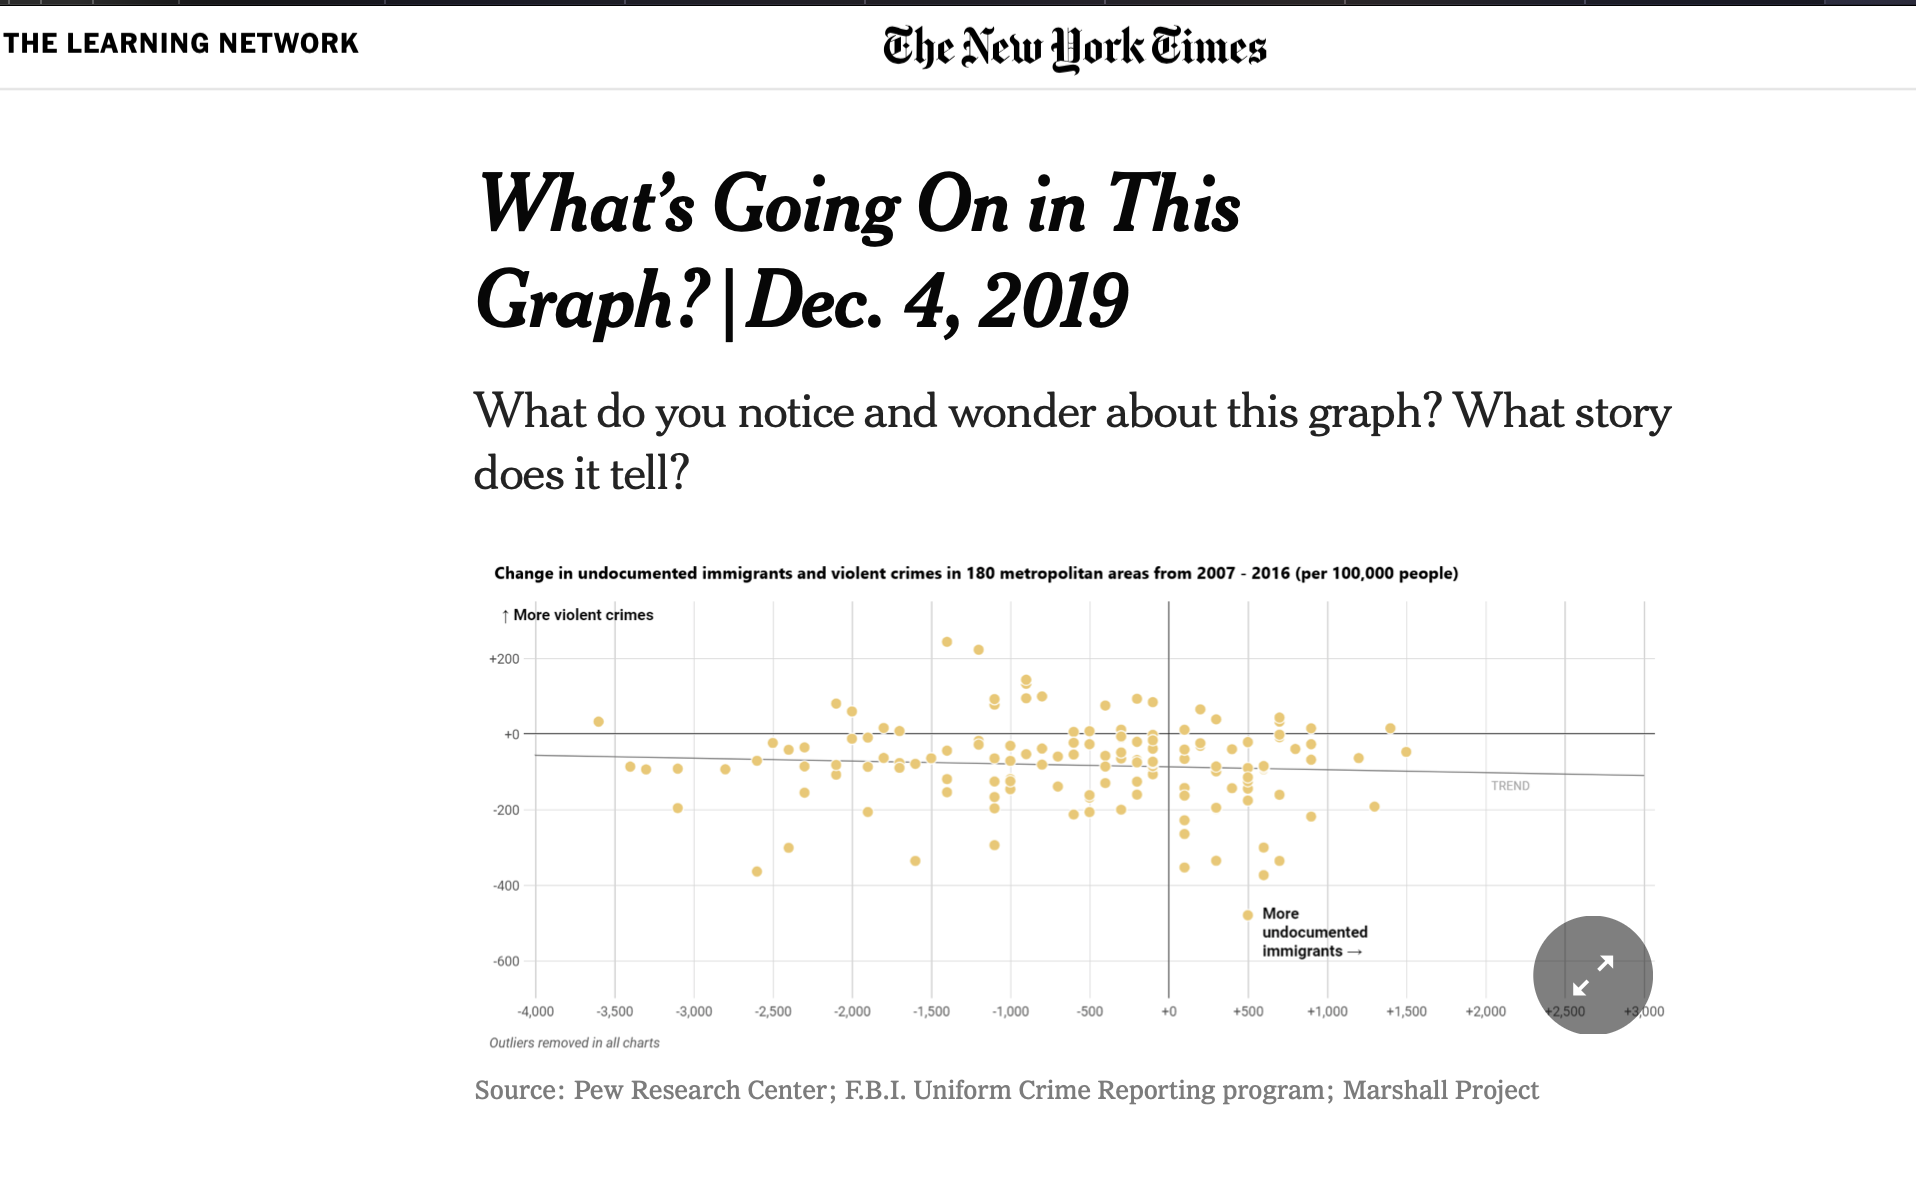 THE LEARNING NETWORK
The New York Times
What's Going On in This
Graph? | Dec. 4, 2019
What do you notice and wonder about this graph? What story
does it tell?
Change in undocumented immigrants and violent crimes in 180 metropolitan areas from 2007 - 2016 (per 100,000 people)
↑ More violent crimes
+200
+0
TREND
-200
-400
More
undocumented
immigrants →
-600
-4,000 -3,500 -3,000 -2,500 -2,000 -1,500 -1,000 -500 +0 +500 +1,000 +1,500 +2,000 +2,500 +3,000
Outliers removed in all charts
Source: Pew Research Center; F.B.I. Uniform Crime Reporting program; Marshall Project